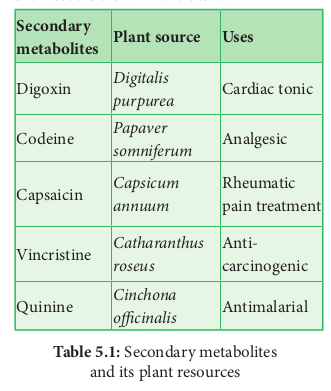 Secondary metabolites Plant source Uses
Digoxin Digitalis purpurea Cardiac tonic
Codeine Papaver somniferum Analgesic
Capsaicin Capsicum annuum Rheumatic pain treatment
Vincristine Catharanthus roseus Anti-carcinogenic
Quinine Cinchona officinalis Antimalarial
Table 5.1: Secondary metabolites
and its plant resources